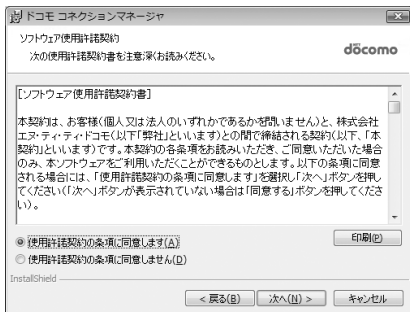 ドコモ コネクションマネージャ
ソフトウェア使用許諾契約
次の使用許諾契約書を注意深くお読みください。
döcomo
[ソフトウェア使用許諾契約書]
本契約は、お客様(個人又は法人のいずれかであるかを問いません)と、株式会社
エヌ・ティ・ティ・ドコモ(以下「弊社」といいます)との間で締結される契約(以下、「本
契約」といいます)です。本契約の各条項をお読みいただき、ご同意いただいた場合
のみ、本ソフトウェアをご利用いただくことができるものとします。以下の条項に同意
される場合には、「使用許諾契約の条項に同意します」を選択し「次へ」ボタンを押し
てください(「次へ」ボタンが表示されていない場合は「同意する」ボタンを押してくださ
い)。
使用許諾契約の条項に同意します(A)
印刷(P)
使用許諾契約の条項に同意しません(D)
InstallShield
< 戻る(B)
次へ(N) >
キャンセル